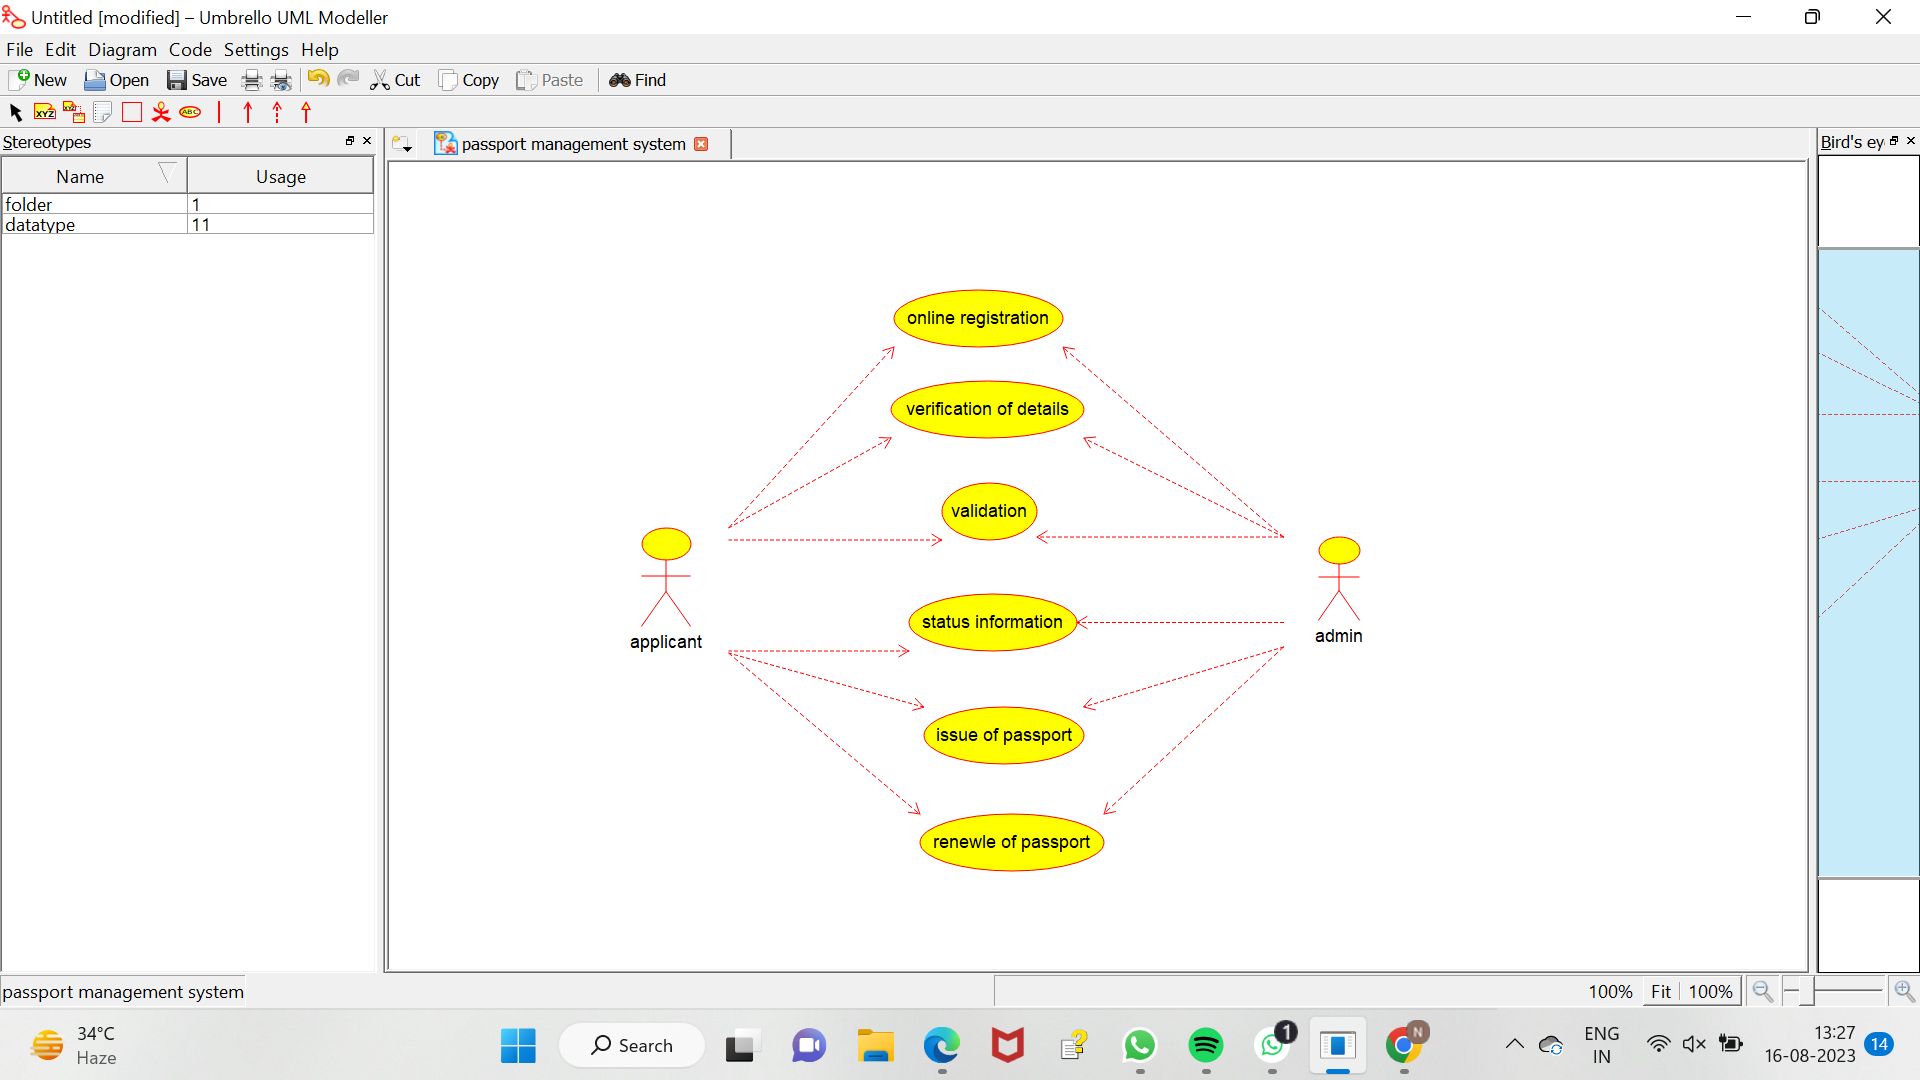 Untitled [modified] – Umbrello UML Modeller
File Edit Diagram Code Settings Help
New Open Save Cut Copy Paste Find
XYZ XYZ ABC
Stereotypes
passport management system
Bird's ey
Name Usage
folder 1
datatype 11
online registration
verification of details
validation
applicant
status information
admin
issue of passport
renewle of passport
passport management system
100% Fit 100%
34°C
Haze
Search
1
N
ENG
IN
13:27
16-08-2023
14